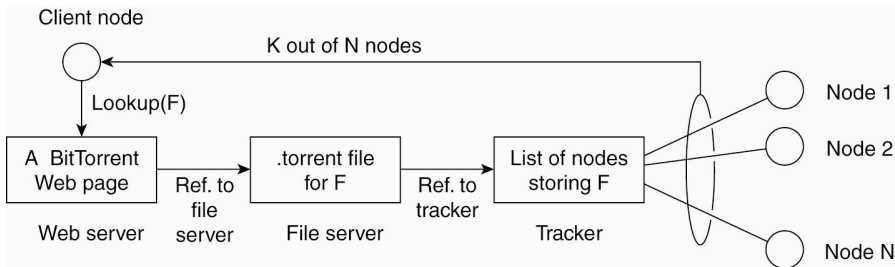 Client node
K out of N nodes
Node 1
Lookup(F)
Node 2
A BitTorrent
Web page
.torrent file
for F
List of nodes
storing F
Ref. to
file
server
Ref. to
tracker
Web server
File server
Tracker
Node N